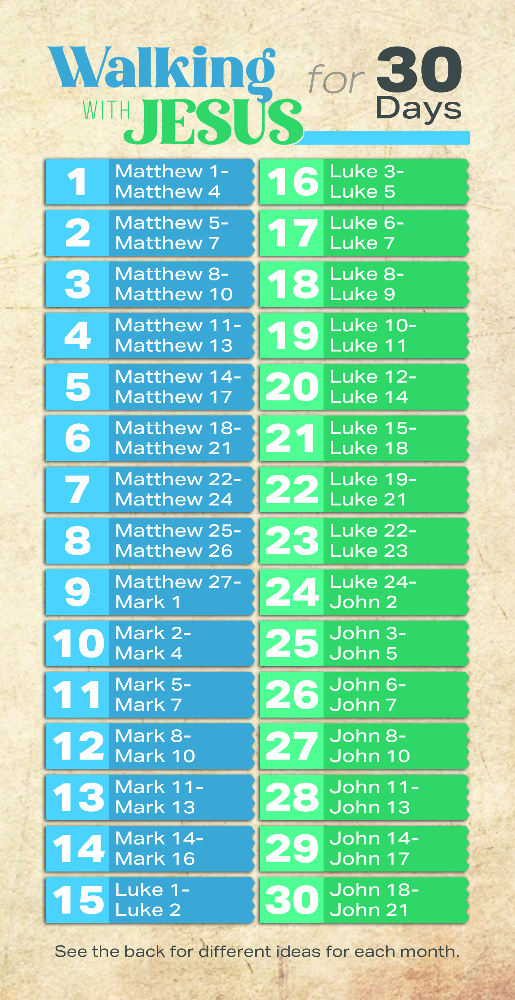 Walking
WITH JESUS
for 30
Days
1
Matthew 1-
Matthew 4
2
Matthew 5-
Matthew 7
3
Matthew 8-
Matthew 10
4
Matthew 11-
Matthew 13
5
Matthew 14-
Matthew 17
6
Matthew 18-
Matthew 21
7
Matthew 22-
Matthew 24
8
Matthew 25-
Matthew 26
9
Matthew 27-
Mark 1
10
Mark 2-
Mark 4
11
Mark 5-
Mark 7
12
Mark 8-
Mark 10
13
Mark 11-
Mark 13
14
Mark 14-
Mark 16
15
Luke 1-
Luke 2
16
Luke 3-
Luke 5
17
Luke 6-
Luke 7
18
Luke 8-
Luke 9
19
Luke 10-
Luke 11
20
Luke 12-
Luke 14
21
Luke 15-
Luke 18
22
Luke 19-
Luke 21
23
Luke 22-
Luke 23
24
Luke 24-
John 2
25
John 3-
John 5
26
John 6-
John 7
27
John 8-
John 10
28
John 11-
John 13
29
John 14-
John 17
30
John 18-
John 21
See the back for different ideas for each month.